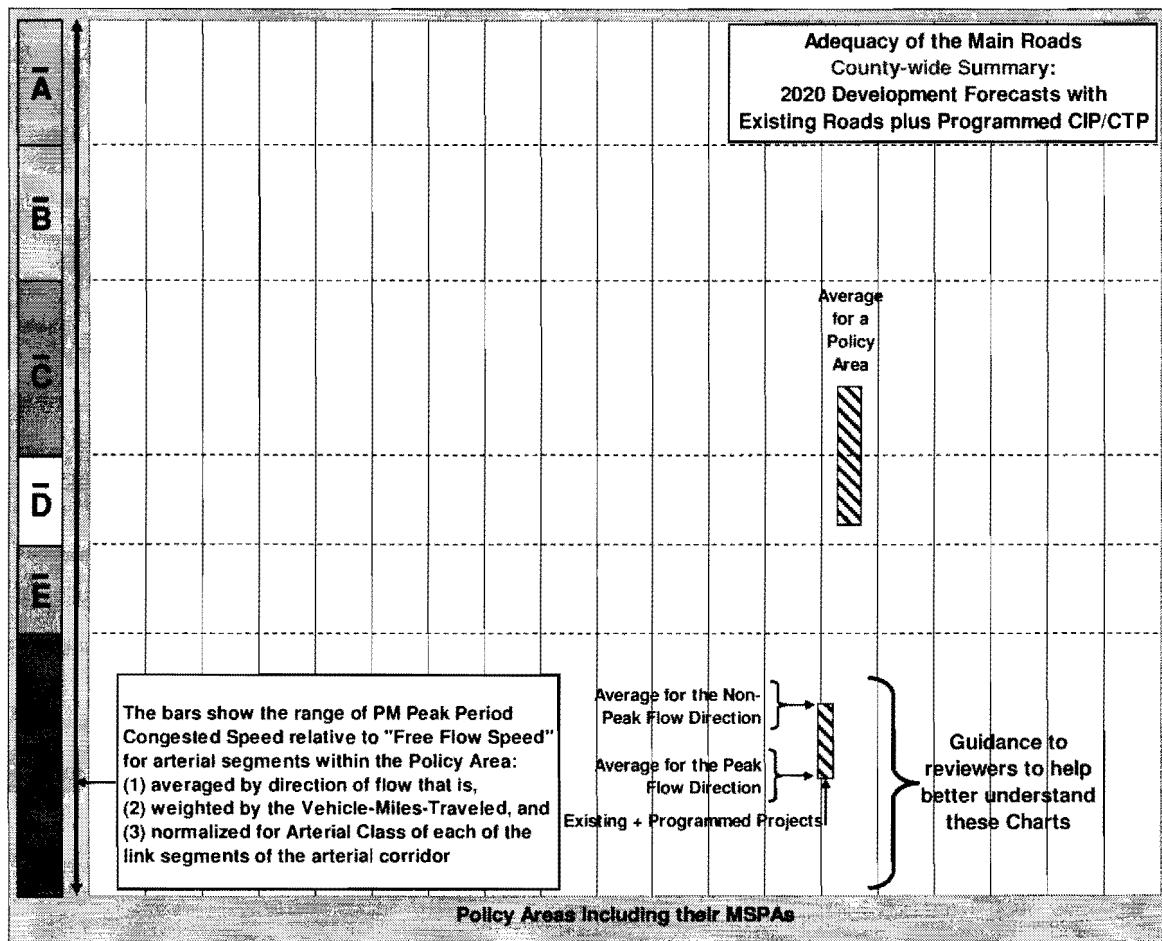 Adequacy of the Main Roads
County-wide Summary:
2020 Development Forecasts with
Existing Roads plus Programmed CIP/CTP
A
B
C
D
E
Average
for a
Policy
Area
The bars show the range of PM Peak Period
Congested Speed relative to "Free Flow Speed"
for arterial segments within the Policy Area:
(1) averaged by direction of flow that is,
(2) weighted by the Vehicle-Miles-Traveled, and
(3) normalized for Arterial Class of each of the
link segments of the arterial corridor
Average for the Non-
Peak Flow Direction
Average for the Peak
Flow Direction
Existing + Programmed Projects
Guidance to
reviewers to help
better understand
these Charts
Policy Areas including their MSPAs